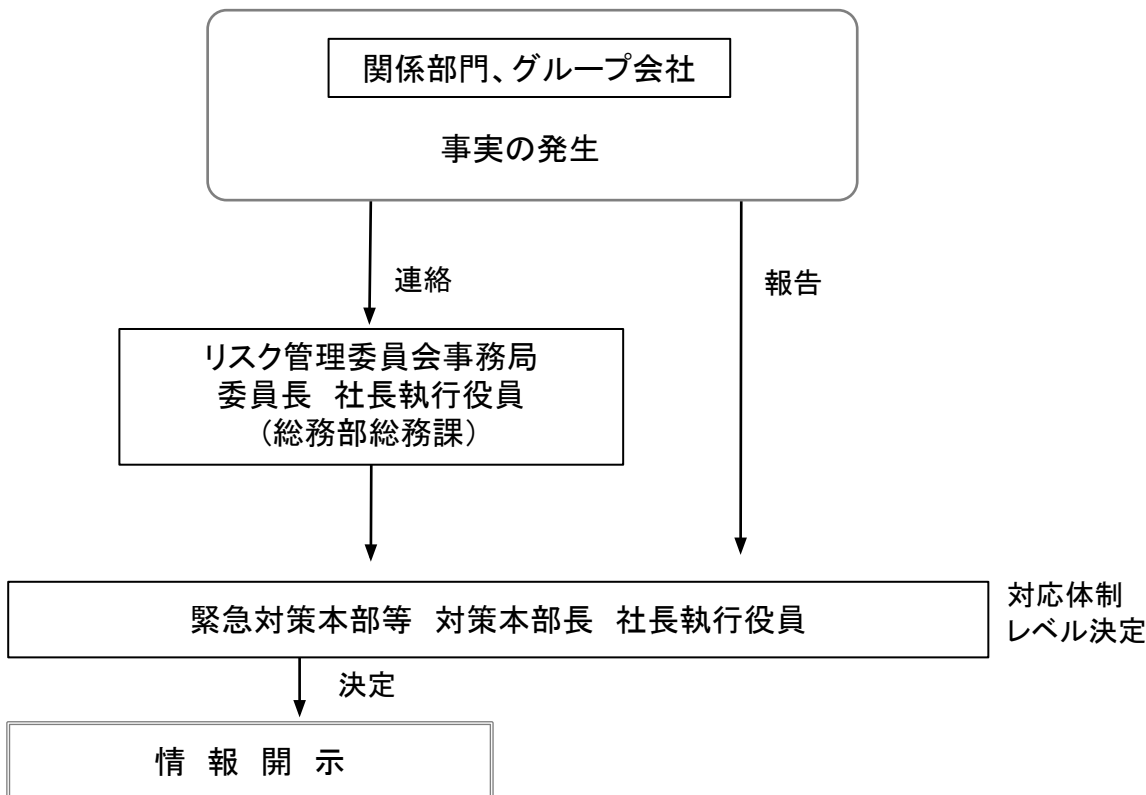 関係部門、グループ会社
事実の発生
連絡
報告
リスク管理委員会事務局
委員長　社長執行役員
（総務部総務課）
緊急対策本部等　対策本部長　社長執行役員
対応体制
レベル決定
決定
情　報　開　示